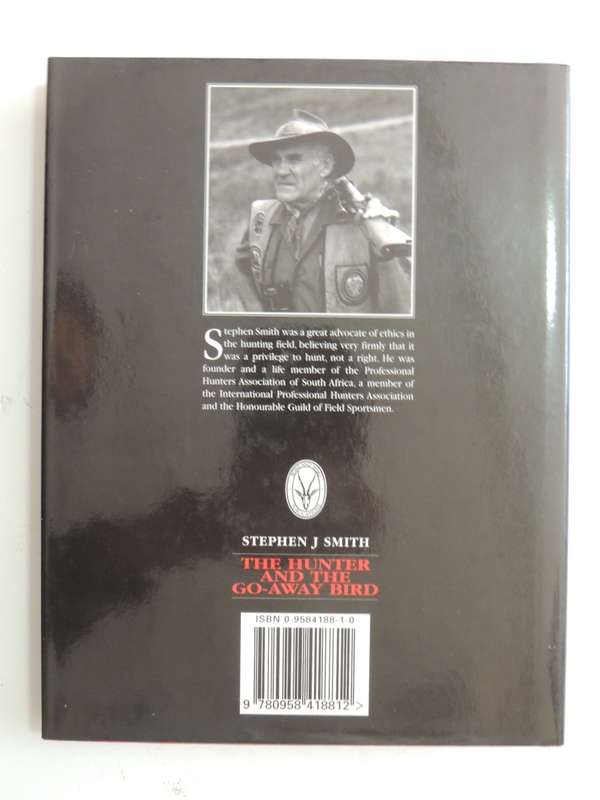 Stephen Smith was a great advocate of ethics in
the hunting field, believing very firmly that it
was a privilege to hunt, not a right. He was
founder and a life member of the Professional
Hunters Association of South Africa, a member of
the International Professional Hunters Association
and the Honourable Guild of Field Sportsmen.
STEPHEN J SMITH
THE HUNTER
AND THE
GO-AWAY BIRD
ISBN 0-9584188-1-0
9 780958 418812 >